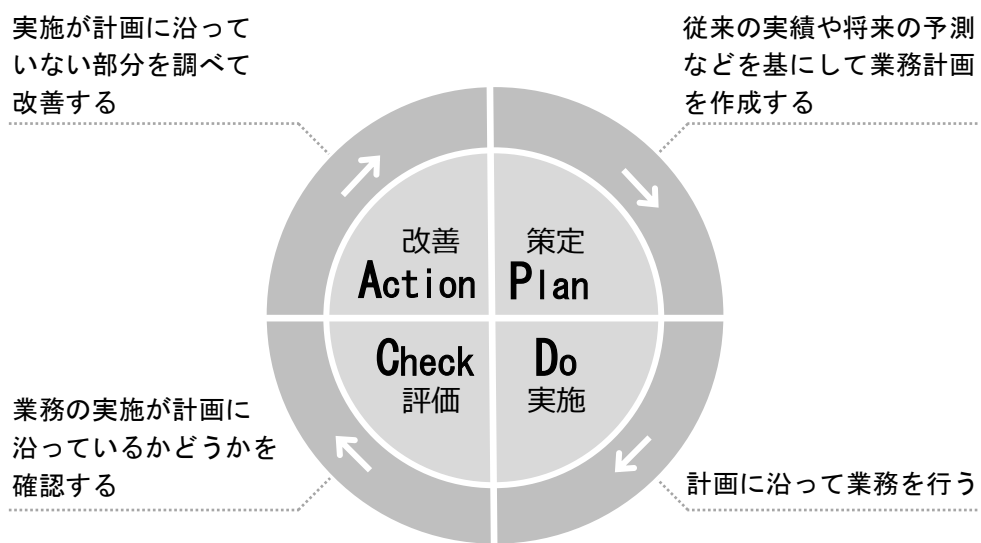 実施が計画に沿って
いない部分を調べて
改善する
従来の実績や将来の予測
などを基にして業務計画
を作成する
改善
Action
策定
Plan
Check
評価
Do
実施
業務の実施が計画に
沿っているかどうかを
確認する
計画に沿って業務を行う